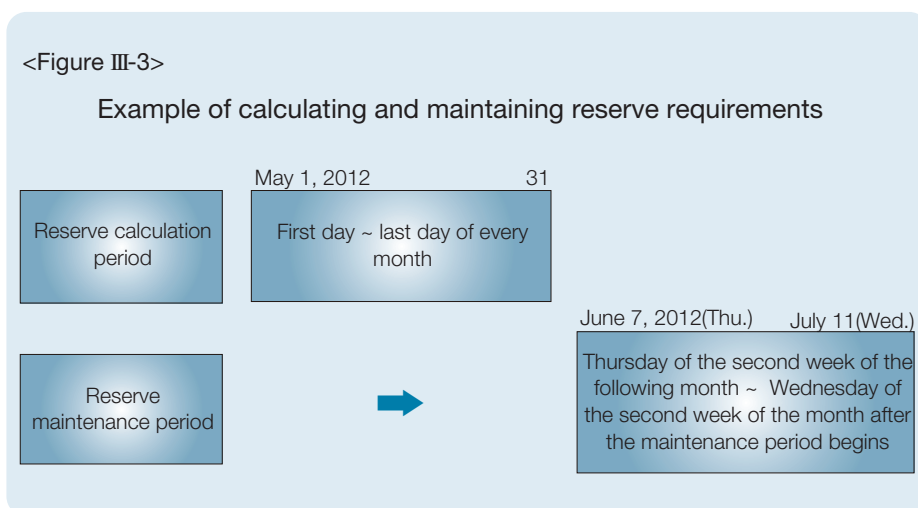 <Figure Ⅲ-3>
Example of calculating and maintaining reserve requirements
May 1, 2012 31
Reserve calculation
period
First day ~ last day of every
month
June 7, 2012(Thu.) July 11(Wed.)
Reserve
maintenance period
Thursday of the second week of the
following month ~ Wednesday of
the second week of the month after
the maintenance period begins